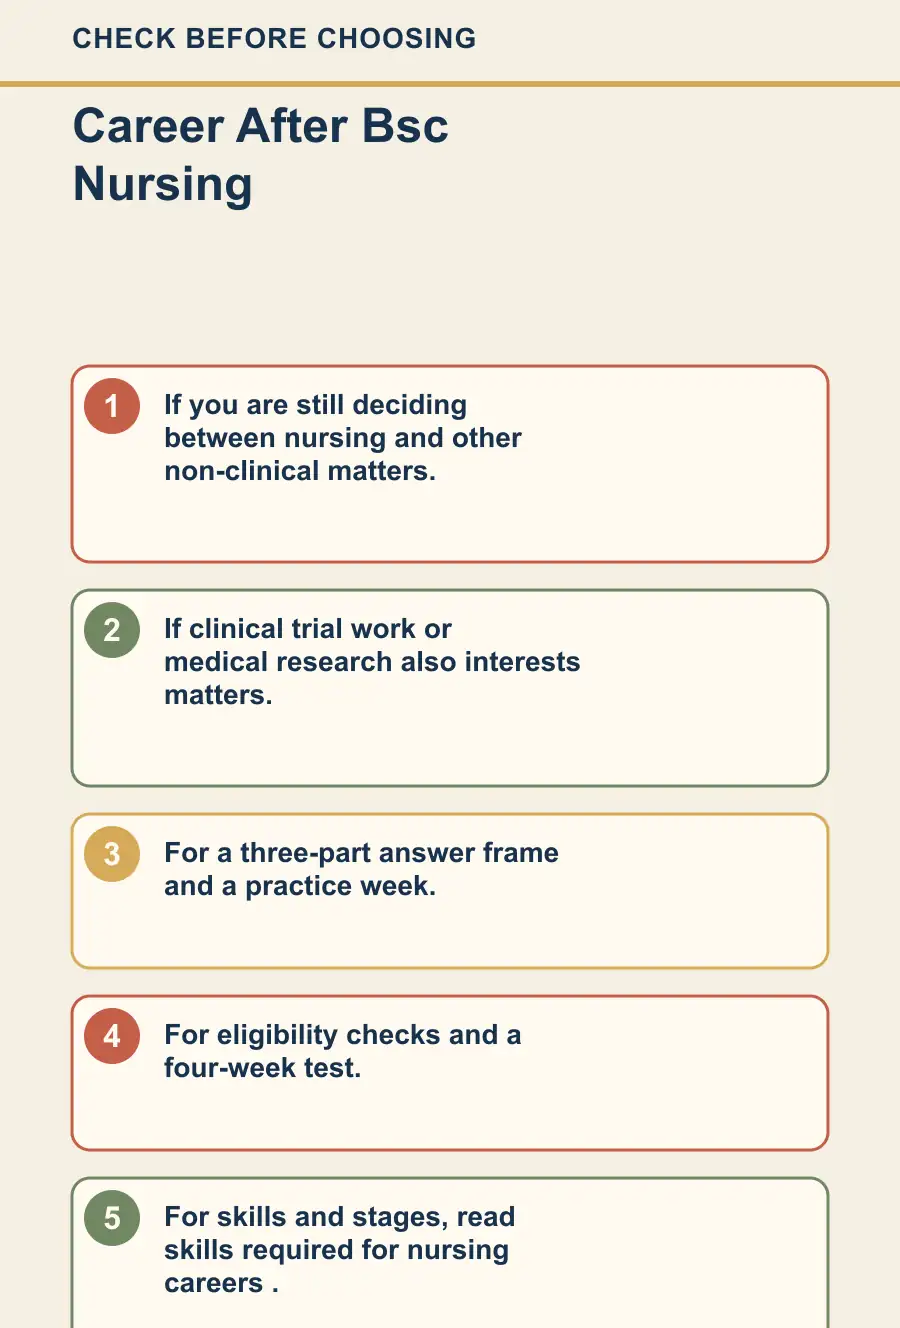 CHECK BEFORE CHOOSING
Career After Bsc
Nursing
1
If you are still deciding
between nursing and other
non-clinical matters.
2
If clinical trial work or
medical research also interests
matters.
3
For a three-part answer frame
and a practice week.
4
For eligibility checks and a
four-week test.
5
For skills and stages, read
skills required for nursing
careers .